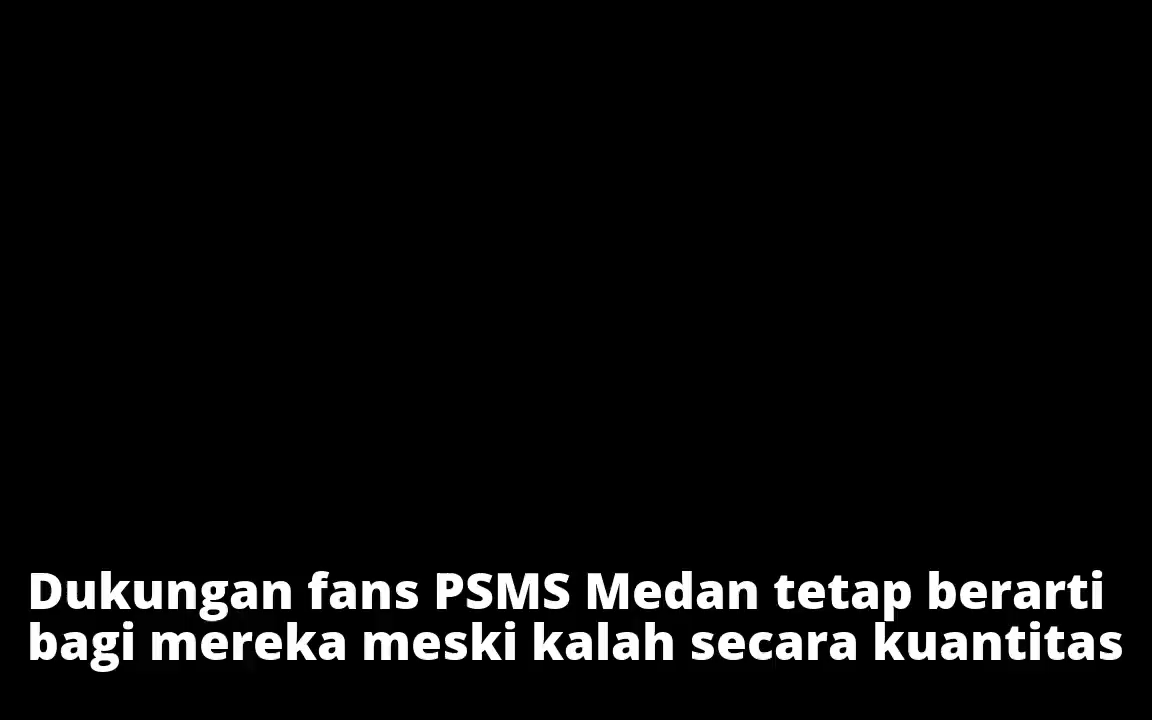 Dukungan fans PSMS Medan tetap berarti
bagi mereka meski kalah secara kuantitas